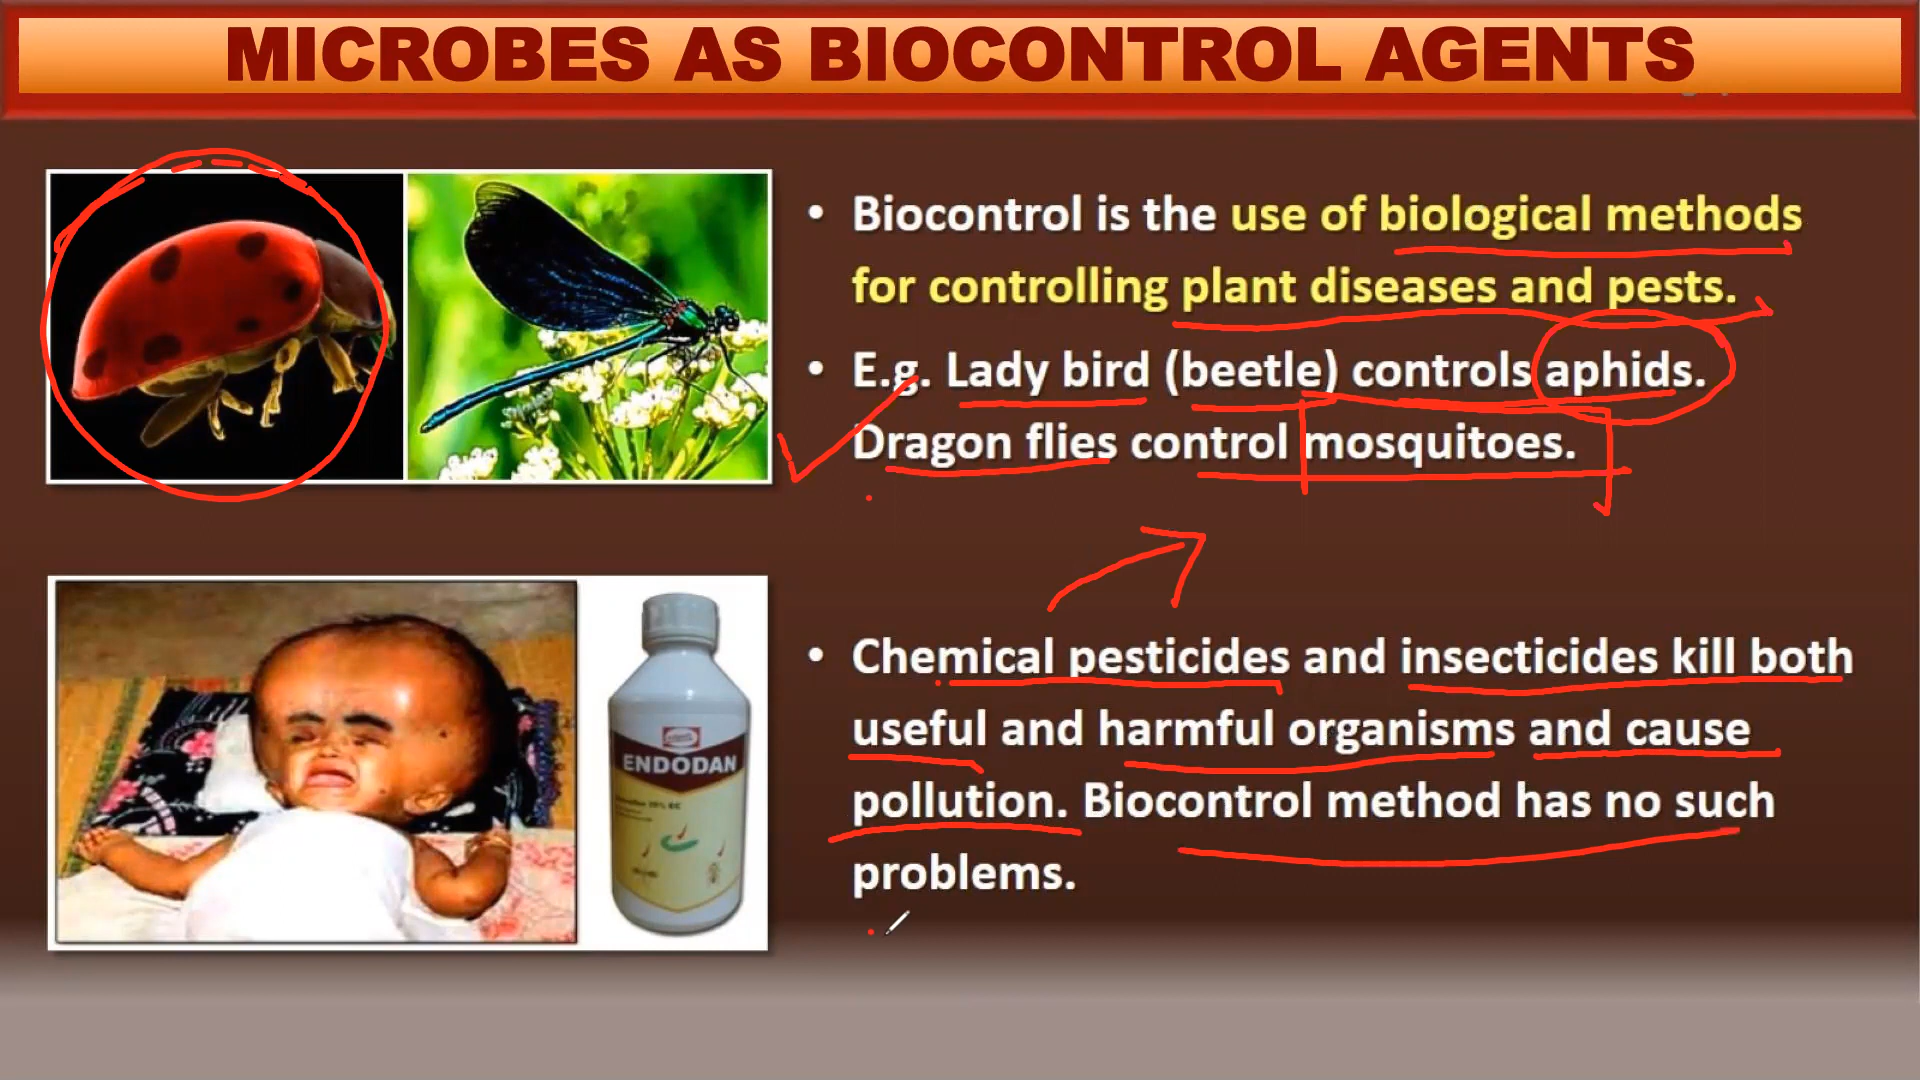 MICROBES AS BIOCONTROL AGENTS
• Biocontrol is the use of biological methods
for controlling plant diseases and pests.
• E.g. Lady bird (beetle) controls aphids.
Dragon flies control mosquitoes.
• Chemical pesticides and insecticides kill both
useful and harmful organisms and cause
pollution. Biocontrol method has no such
problems.
ENDODAN